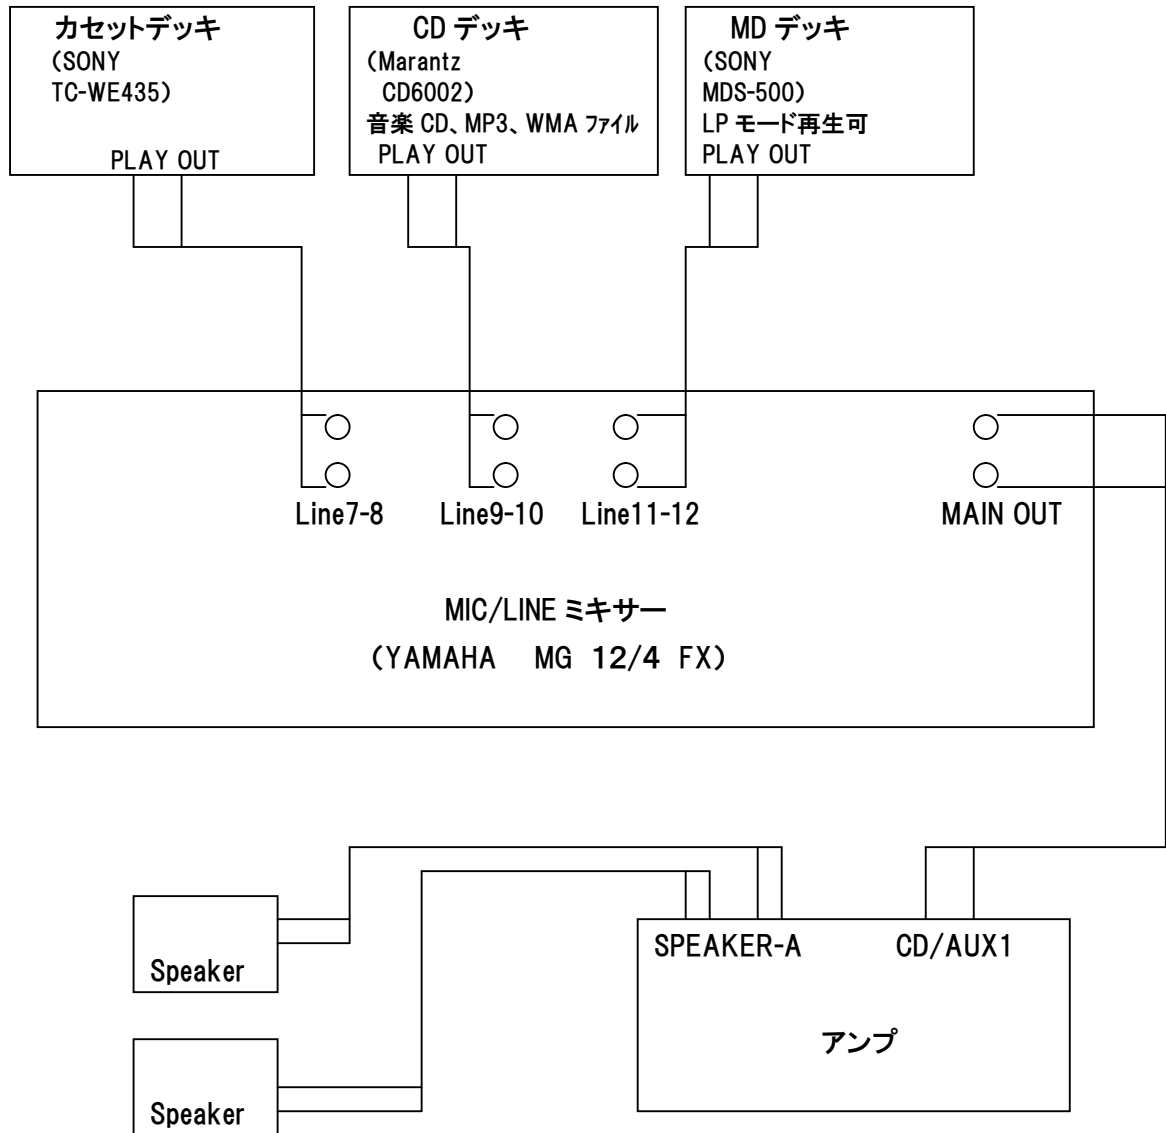 カセットデッキ
(SONY
TC-WE435)
PLAY OUT
CD デッキ
(Marantz
CD6002)
音楽 CD、MP3、WMA ファイル
PLAY OUT
MD デッキ
(SONY
MDS-500)
LP モード再生可
PLAY OUT
Line7-8 Line9-10 Line11-12 MAIN OUT
MIC/LINE ミキサー
(YAMAHA MG 12/4 FX)
SPEAKER-A CD/AUX1
アンプ
Speaker
Speaker